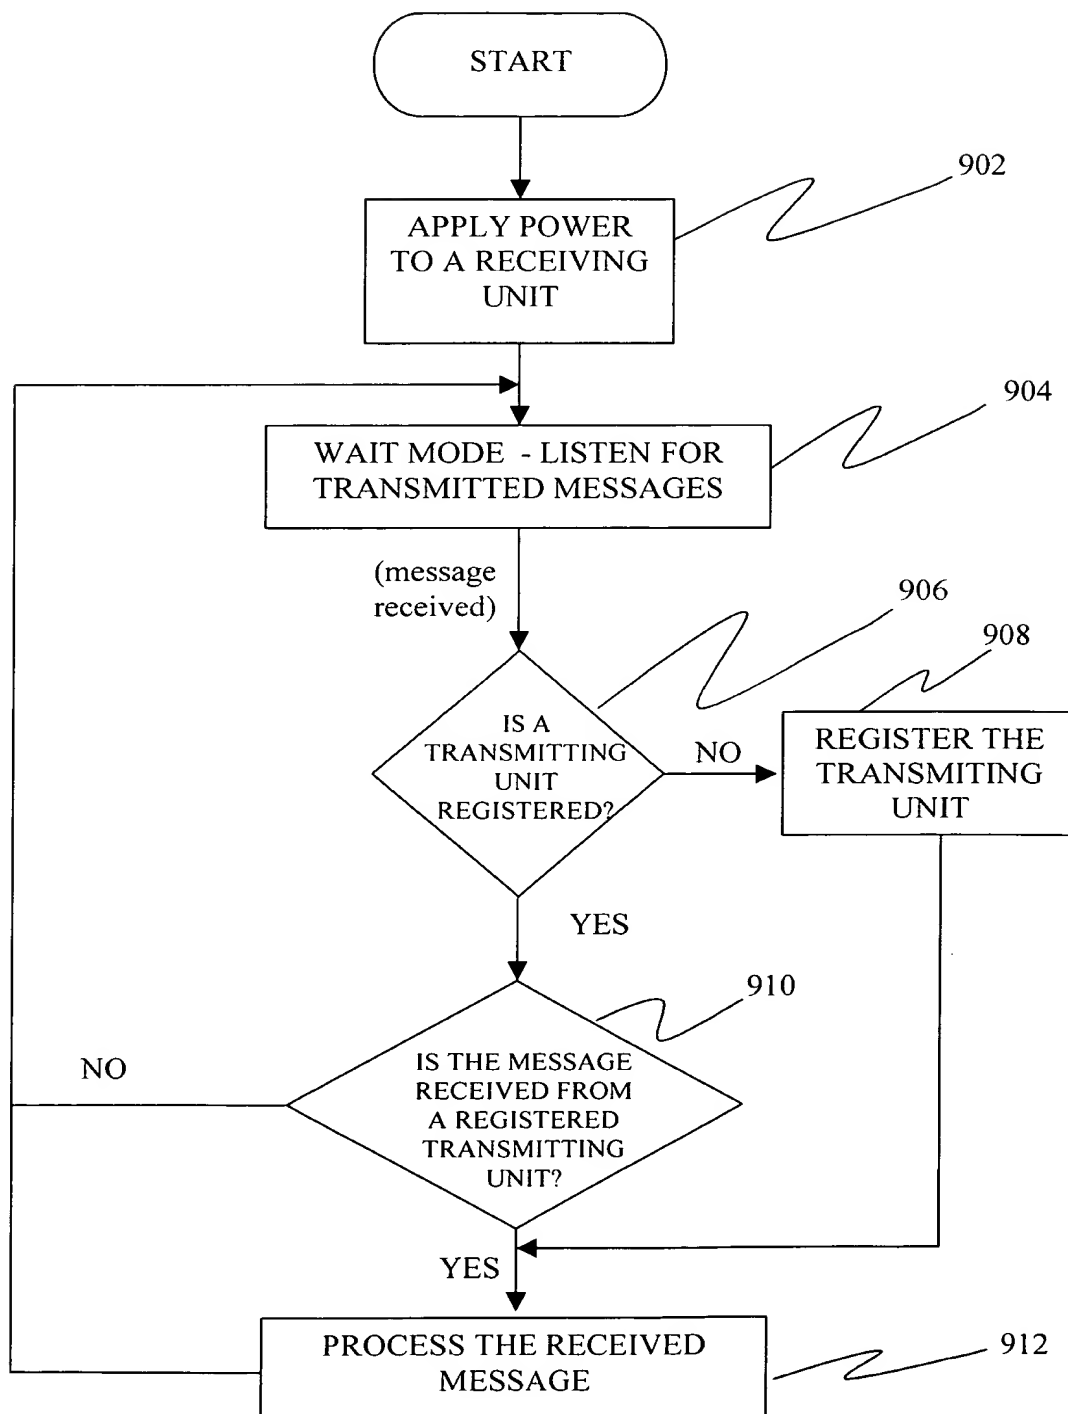 START
902
APPLY POWER
TO A RECEIVING
UNIT
904
WAIT MODE - LISTEN FOR
TRANSMITTED MESSAGES
(message
received)
906
908
IS A
TRANSMITTING
UNIT
REGISTERED?
NO
REGISTER THE
TRANSMITING
UNIT
YES
910
NO
IS THE MESSAGE
RECEIVED FROM
A REGISTERED
TRANSMITTING
UNIT?
YES
PROCESS THE RECEIVED
MESSAGE
912